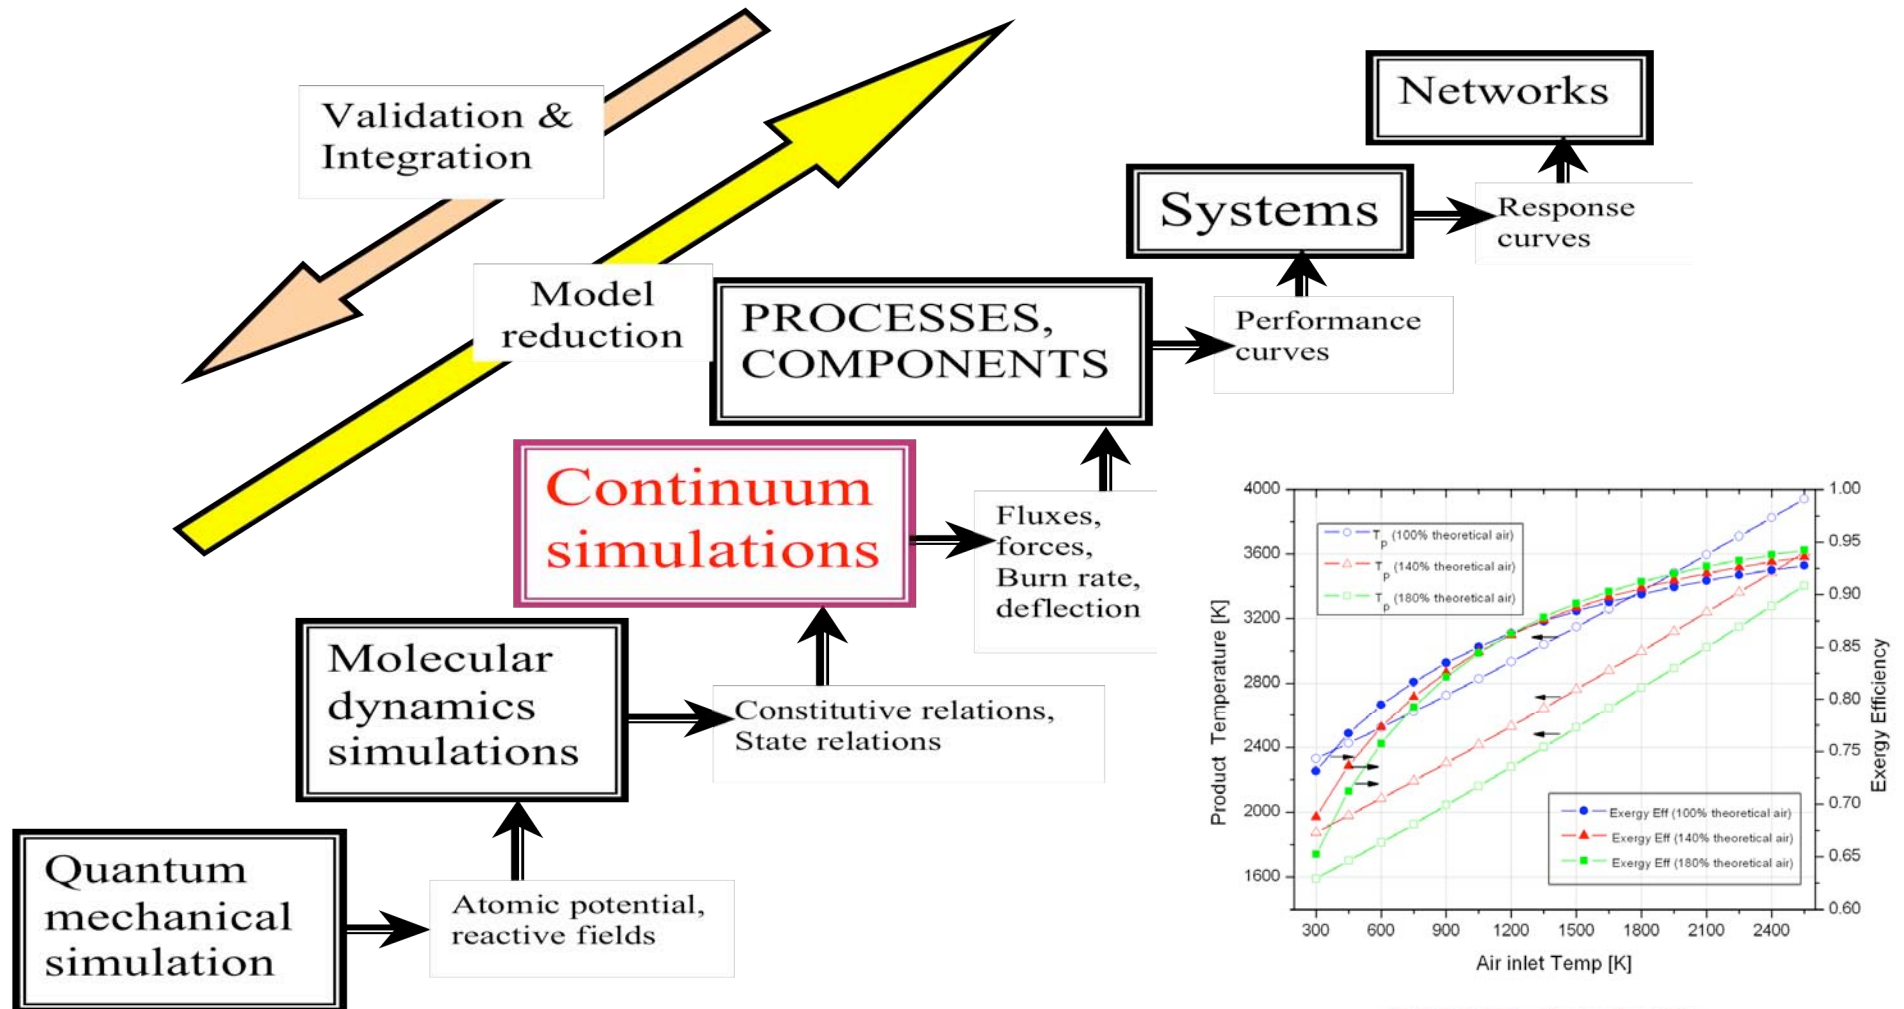 Validation &
Integration
Model
reduction
Networks
Systems
Response
curves
PROCESSES,
COMPONENTS
Performance
curves
Continuum
simulations
Fluxes,
forces,
Burn rate,
deflection
Molecular
dynamics
simulations
Constitutive relations,
State relations
Quantum
mechanical
simulation
Atomic potential,
reactive fields
4000
3600
3200
2800
2400
2000
1600
Product Temperature [K]
1.00
0.95
0.90
0.85
0.80
0.75
0.70
0.65
0.60
Exergy Efficiency
Tp (100% theoretical air)
Tp (140% theoretical air)
Tp (180% theoretical air)
Exergy Eff (100% theoretical air)
Exergy Eff (140% theoretical air)
Exergy Eff (180% theoretical air)
300 600 900 1200 1500 1800 2100 2400
Air inlet Temp [K]